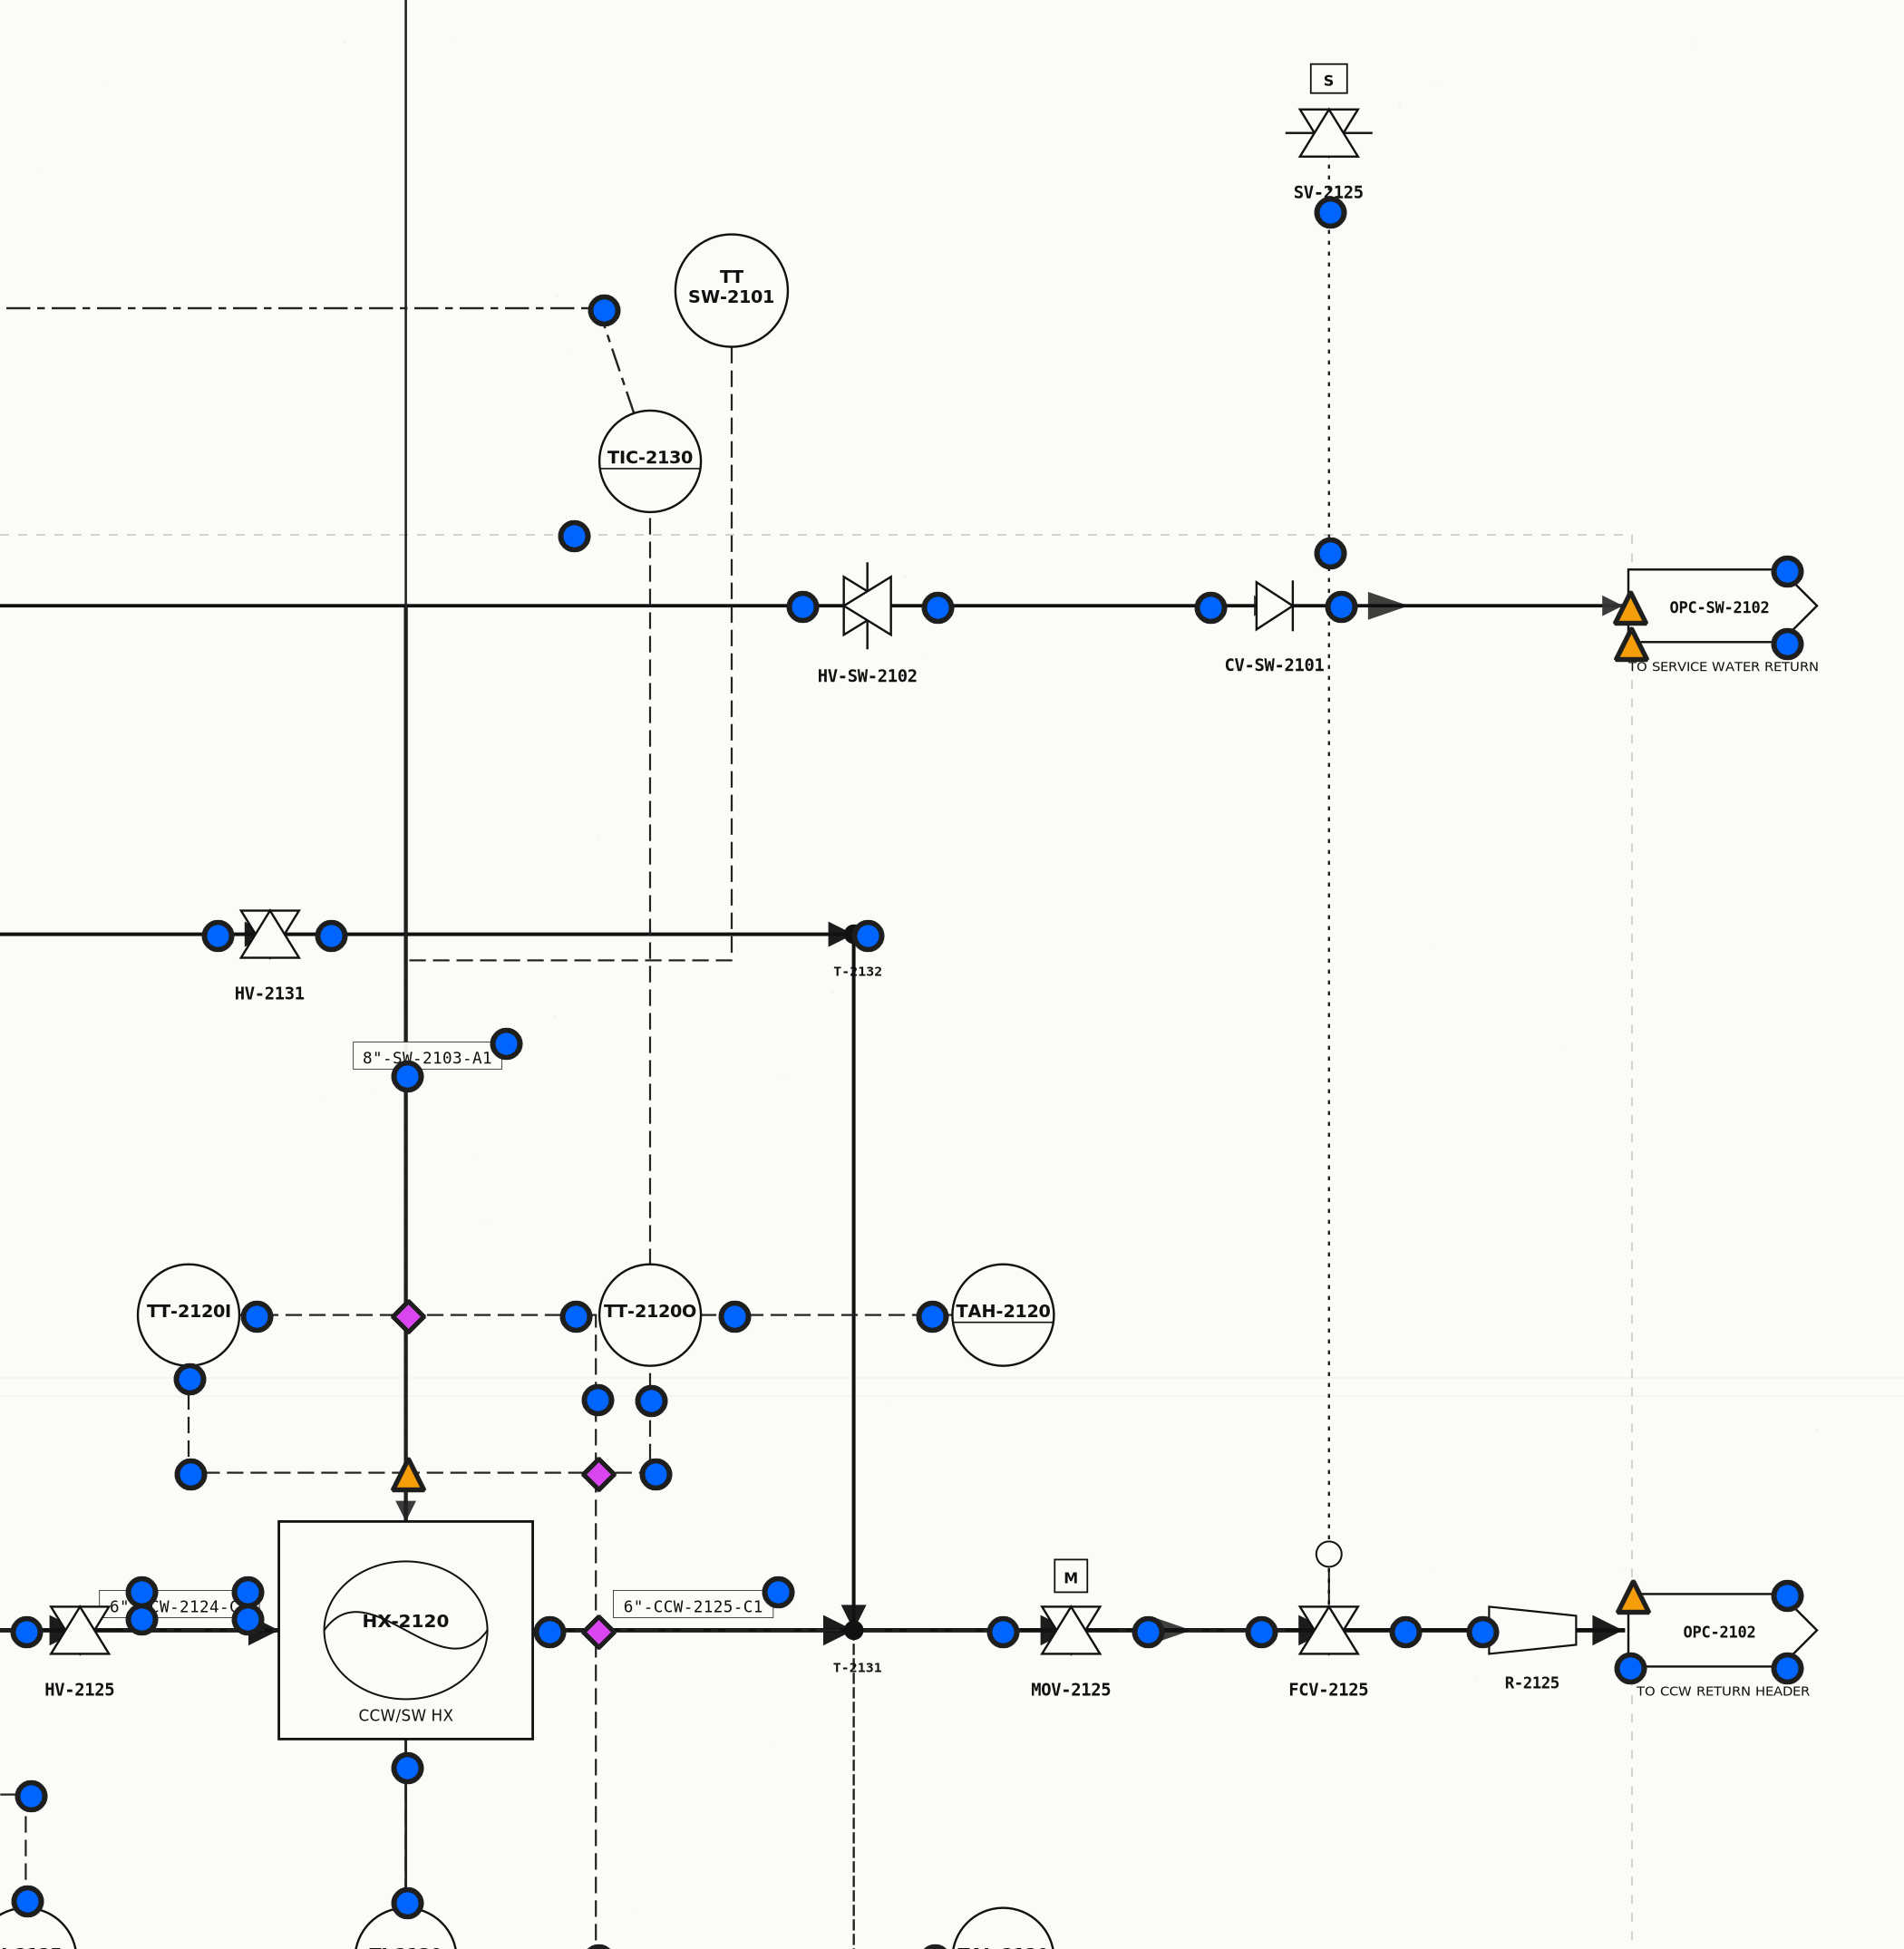 S
SV-2125
TT
SW-2101
TIC-2130
OPC-SW-2102
HV-SW-2102
CV-SW-2101
TO SERVICE WATER RETURN
T-2132
HV-2131
8"-SW-2103-A1
TT-2120I
TT-2120O
TAH-2120
M
6"-CCW-2125-C1
HX-2120
OPC-2102
CCW/SW HX
HV-2125
T-2131
MOV-2125
FCV-2125
R-2125
TO CCW RETURN HEADER